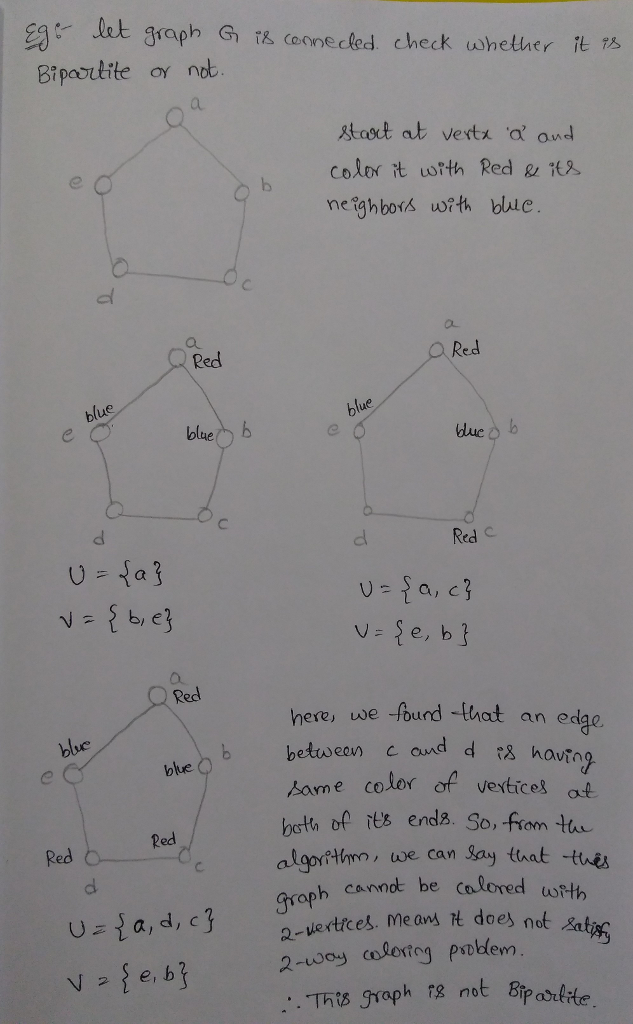 Eg:- let graph G is connected. check whether it is
Bipartite or not.
a
e
b
d
c
start at vertx 'a' and
color it with Red & its
neighbors with blue.
a
Red
blue
e
blue
b
d
c
U = {a}
V = { b, e}
a
Red
blue
e
blue
b
d
Red
c
U = { a, c}
V = { e, b }
a
Red
blue
e
blue
b
Red
Red
d
c
U = { a, d, c}
V = { e, b}
here, we found that an edge
between c and d is having
same color of vertices at
both of it's ends. So, from the
algorithm, we can say that this
graph cannot be colored with
2-vertices. Means it does not satisfy
2-way coloring problem.
∴ This graph is not Bipartite.